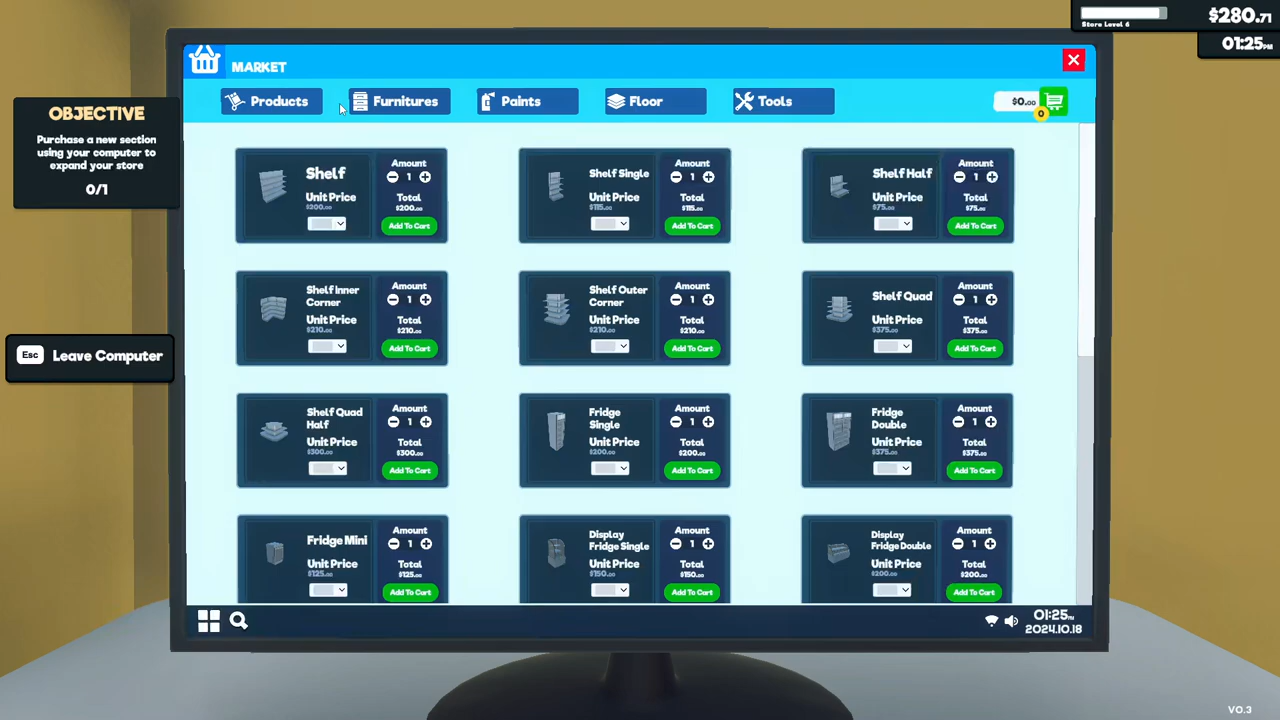 $280.71
Store Level 6
01:25PM
MARKET
Products
Furnitures
Paints
Floor
Tools
$0.00
0
OBJECTIVE
Purchase a new section
using your computer to
expand your store
0/1
Esc Leave Computer
Shelf
Unit Price
$200.00
Amount
1
Total
$200.00
Add To Cart
Shelf Single
Unit Price
$115.00
Amount
1
Total
$115.00
Add To Cart
Shelf Half
Unit Price
$75.00
Amount
1
Total
$75.00
Add To Cart
Shelf Inner
Corner
Unit Price
$210.00
Amount
1
Total
$210.00
Add To Cart
Shelf Outer
Corner
Unit Price
$210.00
Amount
1
Total
$210.00
Add To Cart
Shelf Quad
Unit Price
$375.00
Amount
1
Total
$375.00
Add To Cart
Shelf Quad
Half
Unit Price
$300.00
Amount
1
Total
$300.00
Add To Cart
Fridge
Single
Unit Price
$200.00
Amount
1
Total
$200.00
Add To Cart
Fridge
Double
Unit Price
$375.00
Amount
1
Total
$375.00
Add To Cart
Fridge Mini
Unit Price
$125.00
Amount
1
Total
$125.00
Add To Cart
Display
Fridge Single
Unit Price
$150.00
Amount
1
Total
$150.00
Add To Cart
Display
Fridge Double
Unit Price
$200.00
Amount
1
Total
$200.00
Add To Cart
01:25PM
2024.10.18
V0.3